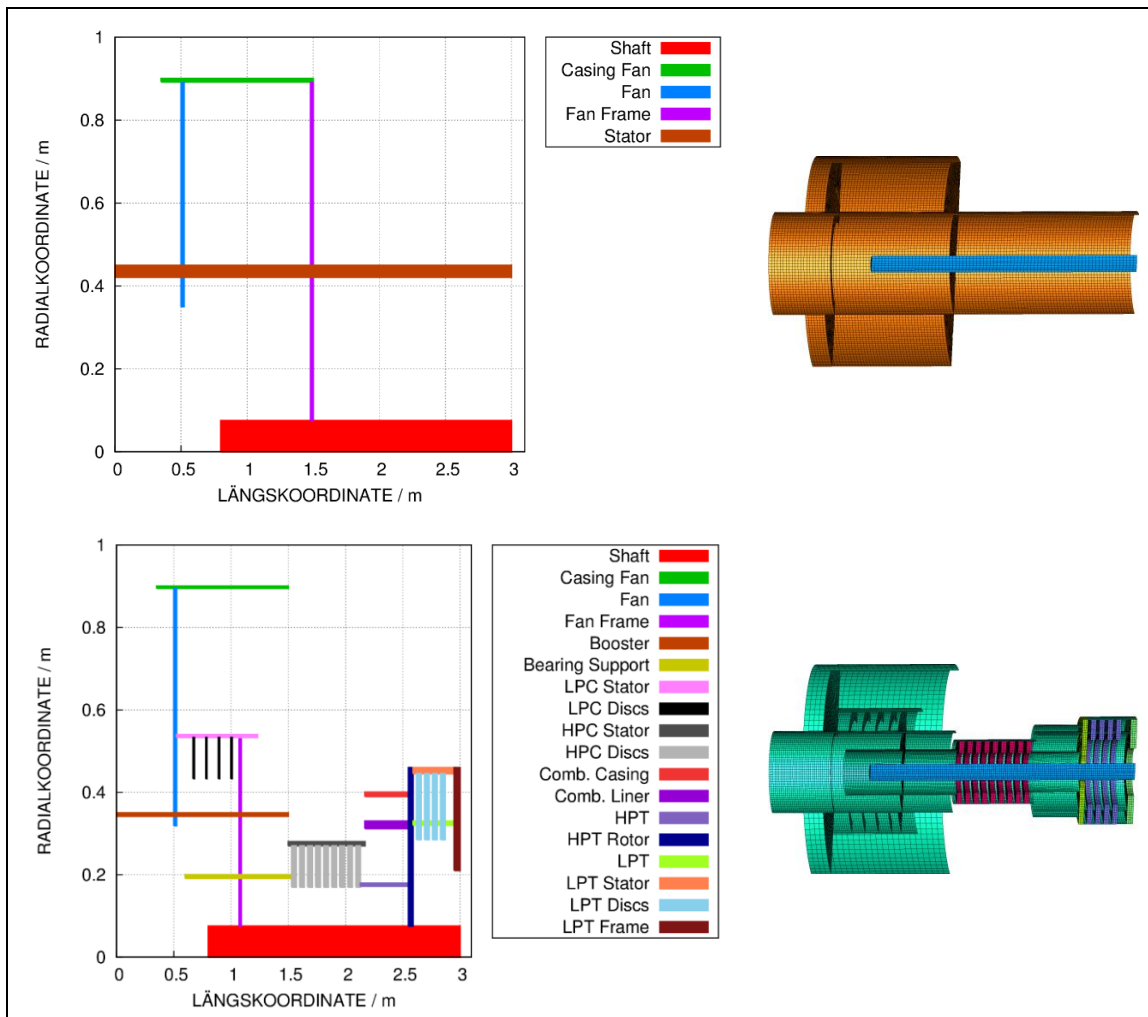 1
0.8
0.6
0.4
0.2
0
RADIALKOORDINATE / m
0 0.5 1 1.5 2 2.5 3
LÄNGSKOORDINATE / m
Shaft
Casing Fan
Fan
Fan Frame
Stator
1
0.8
0.6
0.4
0.2
0
RADIALKOORDINATE / m
0 0.5 1 1.5 2 2.5 3
LÄNGSKOORDINATE / m
Shaft
Casing Fan
Fan
Fan Frame
Booster
Bearing Support
LPC Stator
LPC Discs
HPC Stator
HPC Discs
Comb. Casing
Comb. Liner
HPT
HPT Rotor
LPT
LPT Stator
LPT Discs
LPT Frame